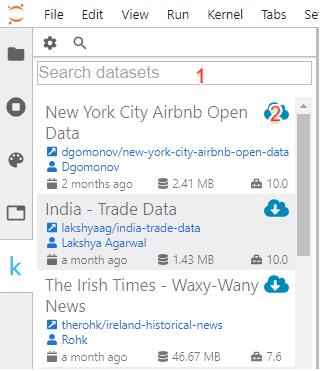 File Edit View Run Kernel Tabs Se
Search datasets 1
New York City Airbnb Open 2
Data
dgomonov/new-york-city-airbnb-open-data
Dgomonov
2 months ago 2.41 MB 10.0
India - Trade Data
lakshyaag/india-trade-data
Lakshya Agarwal
a month ago 1.43 MB 10.0
The Irish Times - Waxy-Wany
News
therohk/ireland-historical-news
Rohk
a month ago 46.67 MB 7.6
k